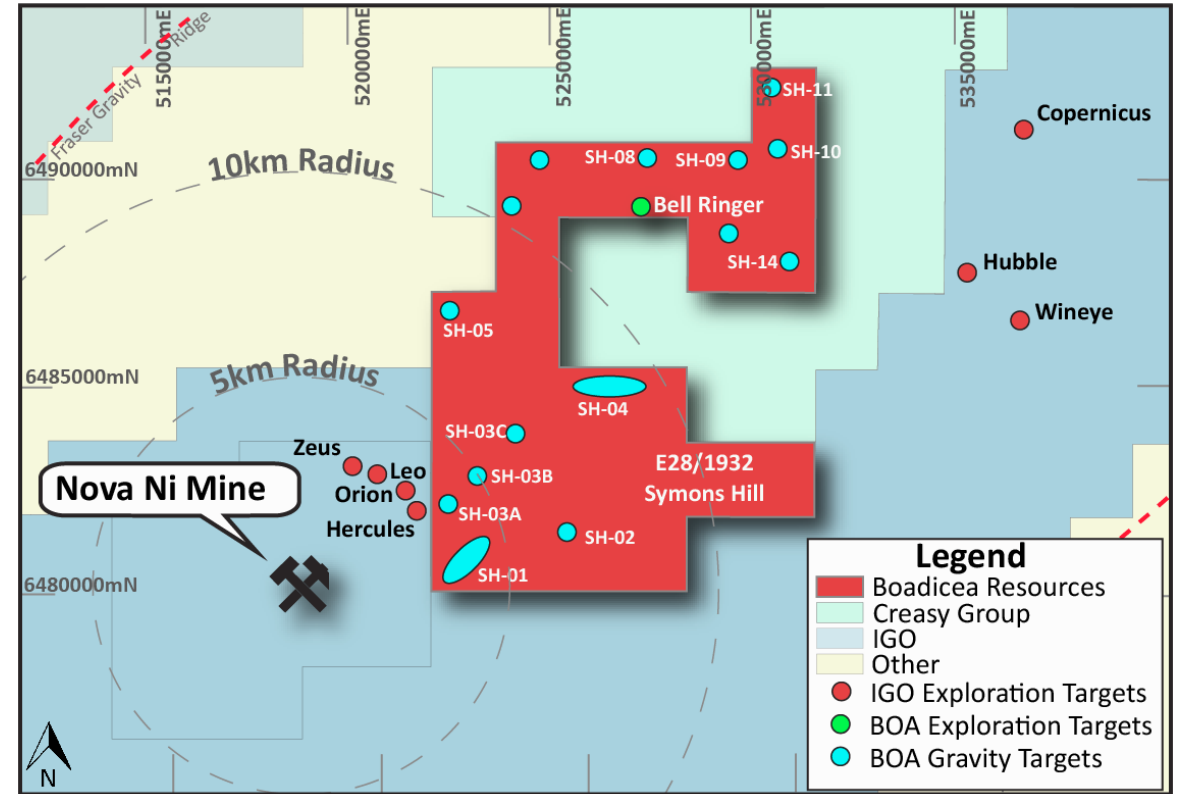 515000mE
520000mE
525000mE
530000mE
535000mE
Fraser Gravity Ridge
6490000mN
10km Radius
SH-11
Copernicus
SH-08
SH-09
SH-10
Bell Ringer
SH-14
Hubble
Wineye
SH-05
6485000mN
5km Radius
SH-04
SH-03C
Zeus
Leo
Orion
Hercules
SH-03B
SH-03A
E28/1932
Symons Hill
Nova Ni Mine
SH-02
SH-01
6480000mN
Legend
Boadicea Resources
Creasy Group
IGO
Other
IGO Exploration Targets
BOA Exploration Targets
BOA Gravity Targets
N